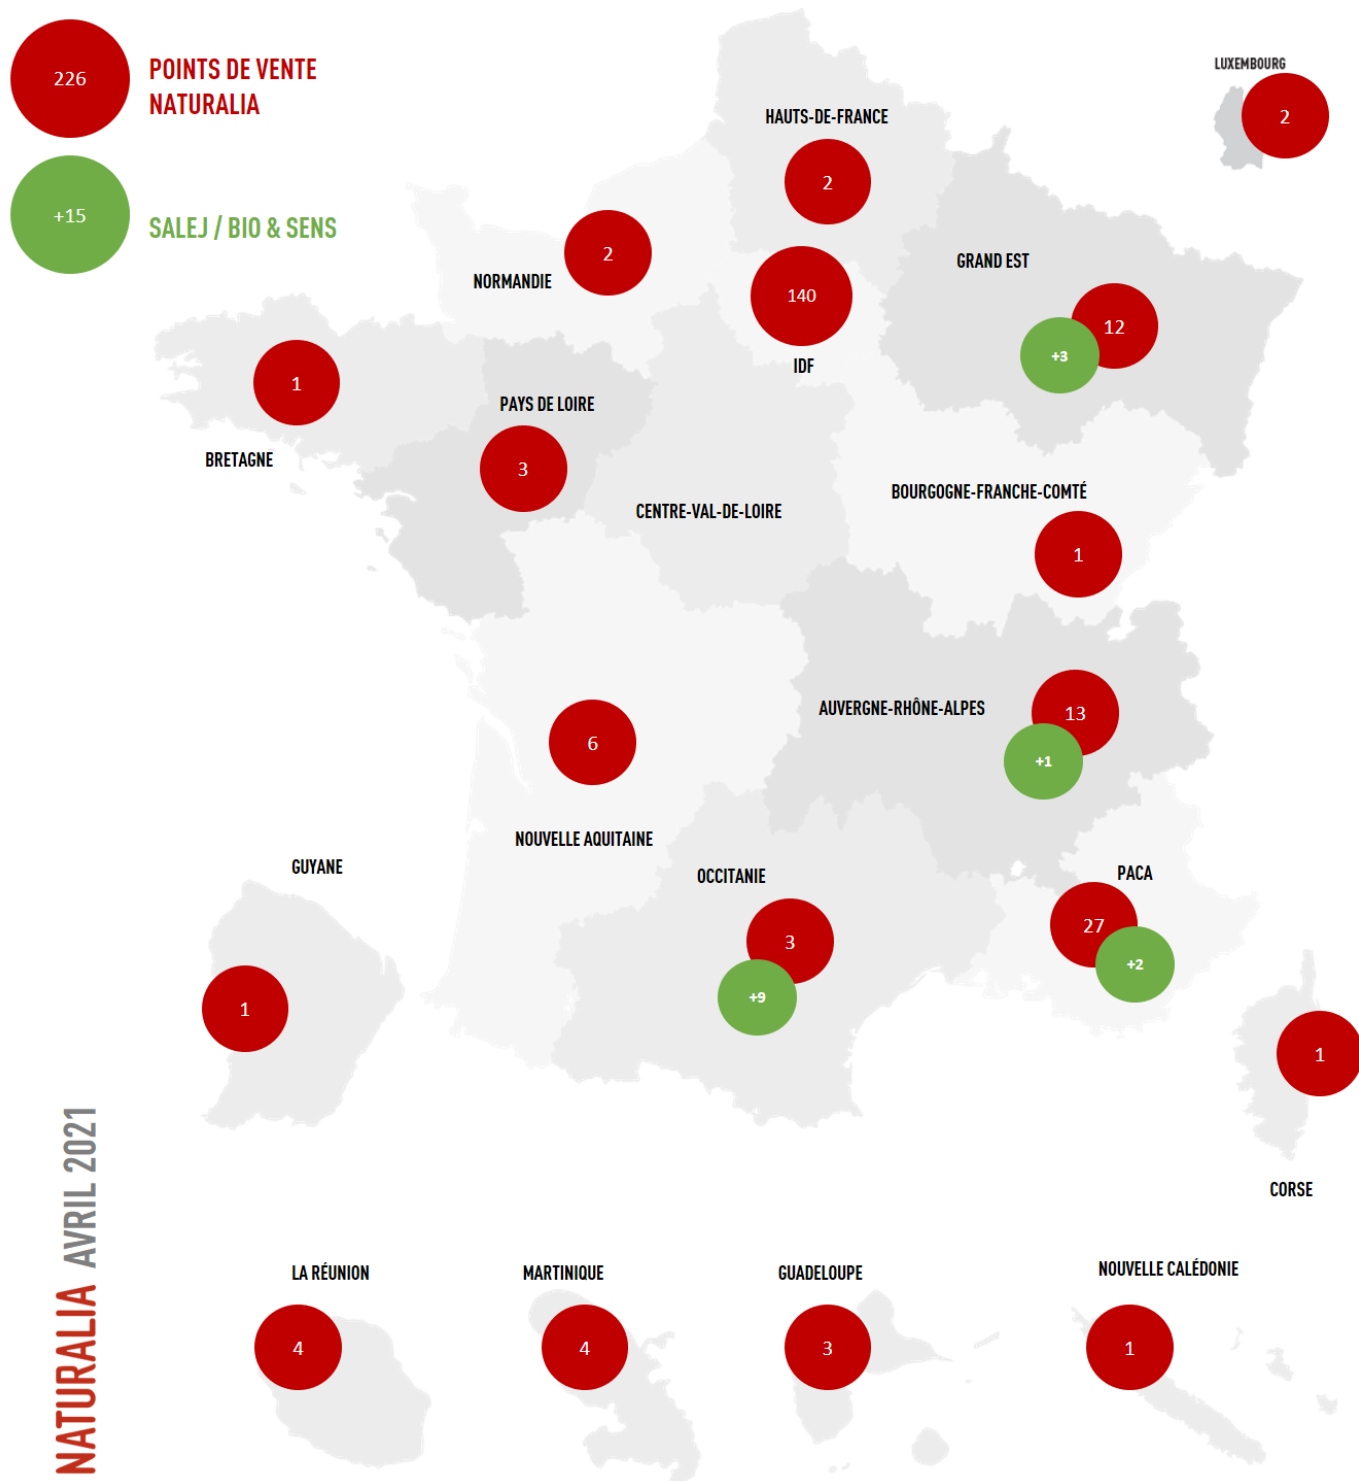 226
POINTS DE VENTE
NATURALIA
+15
SALEJ / BIO & SENS
LUXEMBOURG
2
HAUTS-DE-FRANCE
2
NORMANDIE
2
140
IDF
GRAND EST
12
+3
1
BRETAGNE
PAYS DE LOIRE
3
CENTRE-VAL-DE-LOIRE
BOURGOGNE-FRANCHE-COMTÉ
1
AUVERGNE-RHÔNE-ALPES
13
+1
6
NOUVELLE AQUITAINE
OCCITANIE
3
+9
PACA
27
+2
GUYANE
1
1
CORSE
NATURALIA AVRIL 2021
LA RÉUNION
4
MARTINIQUE
4
GUADELOUPE
3
NOUVELLE CALÉDONIE
1